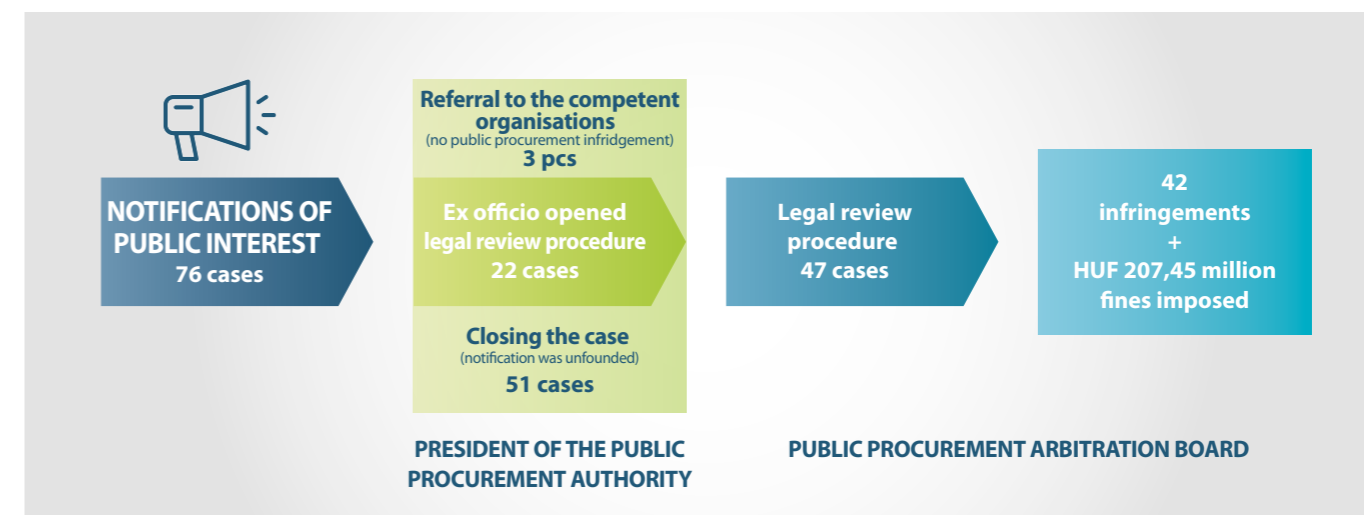 NOTIFICATIONS OF
PUBLIC INTEREST
76 cases
Referral to the competent
organisations
(no public procurement infridgement)
3 pcs
Ex officio opened
legal review procedure
22 cases
Closing the case
(notification was unfounded)
51 cases
PRESIDENT OF THE PUBLIC
PROCUREMENT AUTHORITY
Legal review
procedure
47 cases
42
infringements
+
HUF 207,45 million
fines imposed
PUBLIC PROCUREMENT ARBITRATION BOARD